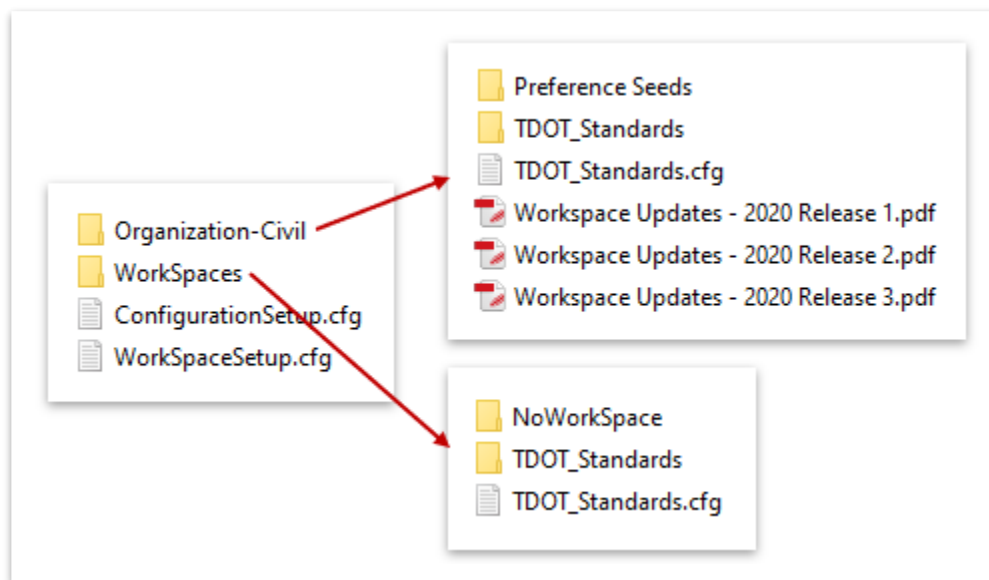 Organization-Civil
WorkSpaces
ConfigurationSetup.cfg
WorkSpaceSetup.cfg
Preference Seeds
TDOT_Standards
TDOT_Standards.cfg
Workspace Updates - 2020 Release 1.pdf
Workspace Updates - 2020 Release 2.pdf
Workspace Updates - 2020 Release 3.pdf
NoWorkSpace
TDOT_Standards
TDOT_Standards.cfg